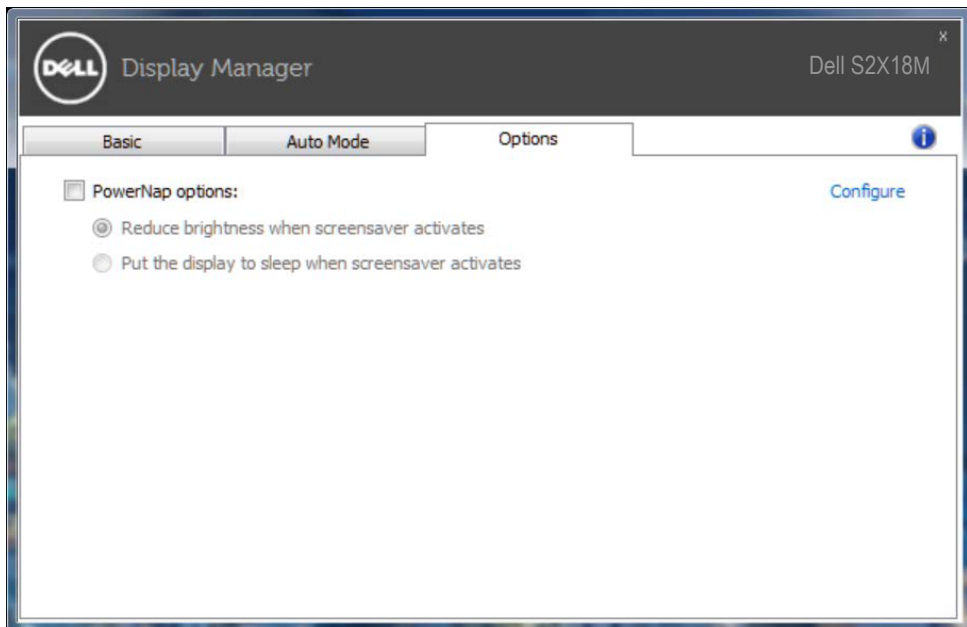 x
DELL Display Manager Dell S2X18M
Basic Auto Mode Options i
PowerNap options: Configure
Reduce brightness when screensaver activates
Put the display to sleep when screensaver activates